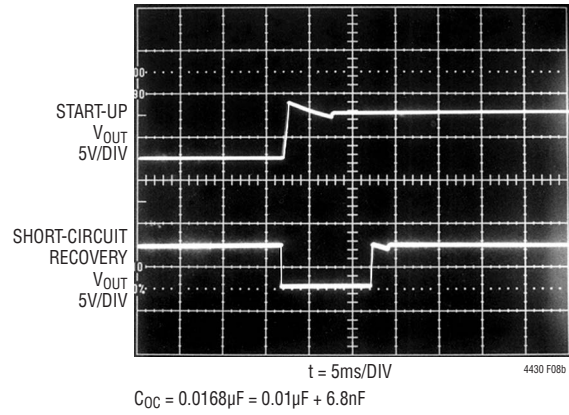 START-UP
VOUT
5V/DIV
SHORT-CIRCUIT
RECOVERY
VOUT
5V/DIV
t = 5ms/DIV
4430 F08b
COC = 0.0168µF = 0.01µF + 6.8nF